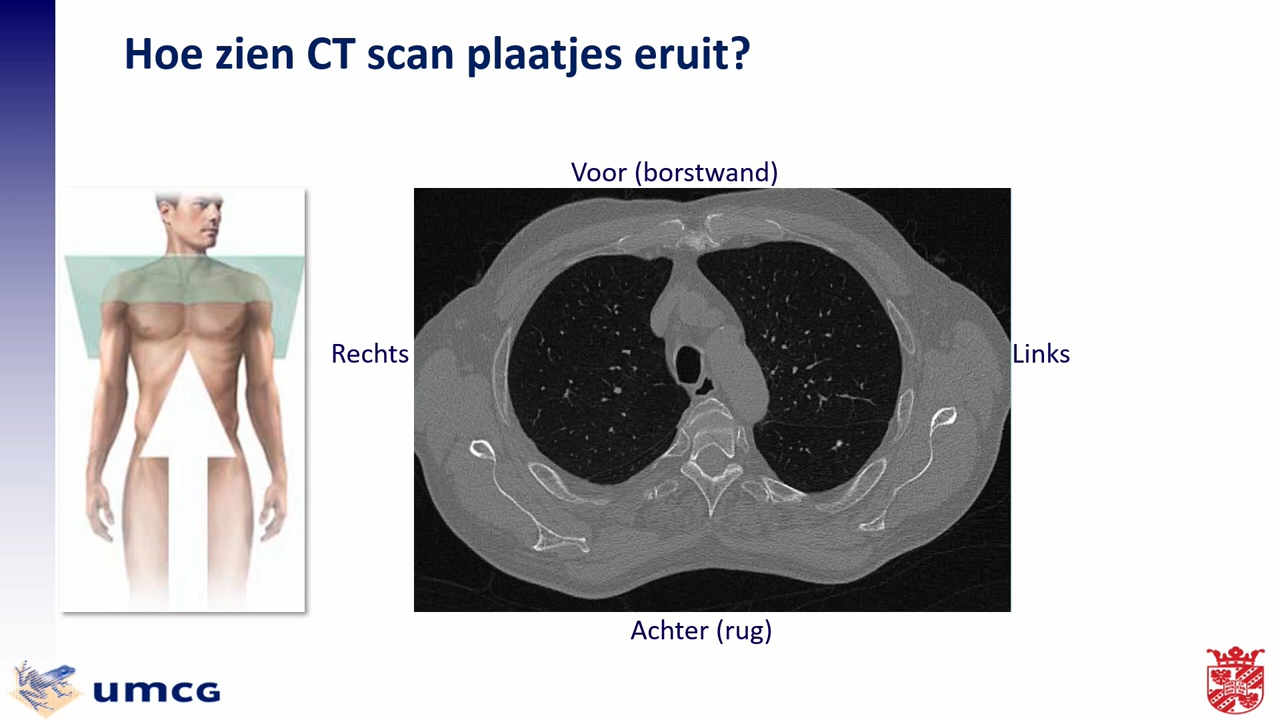 Hoe zien CT scan plaatjes eruit?
Voor (borstwand)
Rechts
Links
Achter (rug)
umcg